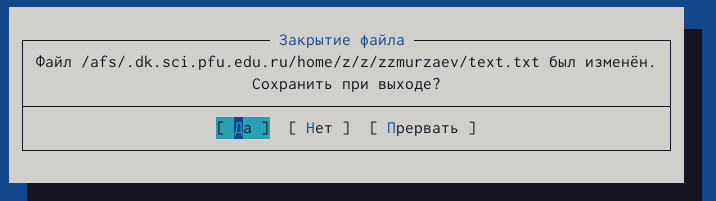 Закрытие файла
Файл /afs/.dk.sci.pfu.edu.ru/home/z/z/zzmurzaev/text.txt был изменён.
Сохранить при выходе?
[ Да ] [ Нет ] [ Прервать ]